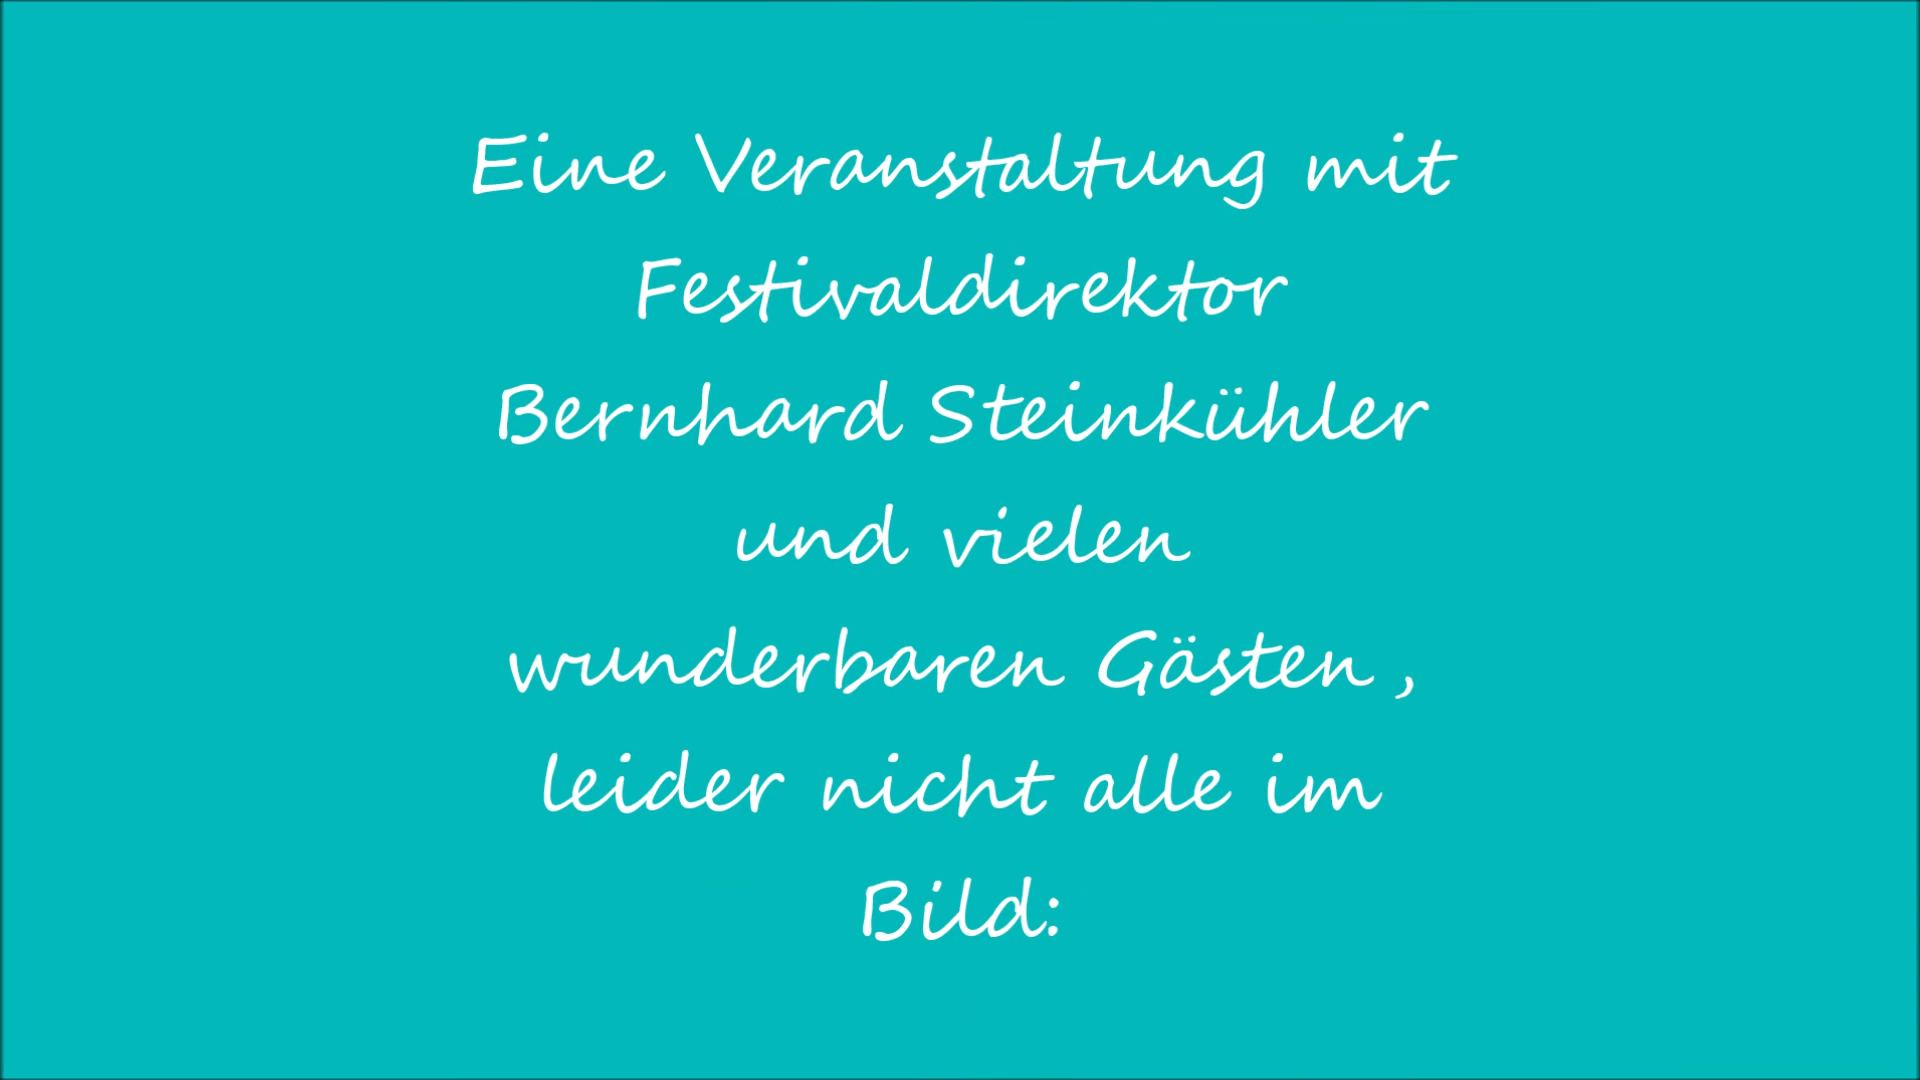 Eine Veranstaltung mit
Festivaldirektor
Bernhard Steinkühler
und vielen
wunderbaren Gästen ,
leider nicht alle im
Bild: